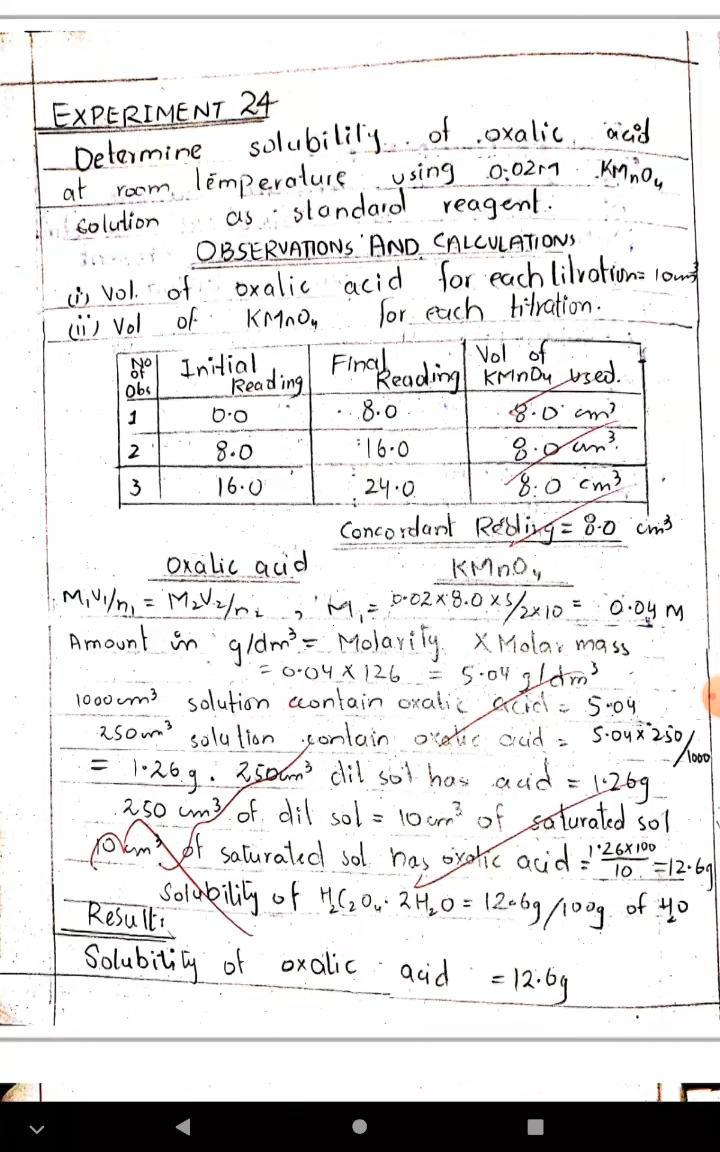 EXPERIMENT 24
Determine solubility of oxalic acid
at room temperature using 0.02M KMnO₄
solution as standard reagent.
OBSERVATIONS AND CALCULATIONS
(i) Vol. of oxalic acid for each titration = 10cm³
(ii) Vol of KMnO₄ for each titration.
No of Obs | Initial Reading | Final Reading | Vol of KMnO₄ used.
1 | 0.0 | 8.0 | 8.0 cm³
2 | 8.0 | 16.0 | 8.0 cm³
3 | 16.0 | 24.0 | 8.0 cm³
Concordant Reading = 8.0 cm³
Oxalic acid KMnO₄
M₁V₁/n₁ = M₂V₂/n₂ , M₁ = 0.02 x 8.0 x 5/2x10 = 0.04 M
Amount in g/dm³ = Molarity X Molar mass
= 0.04 X 126 = 5.04 g/dm³
1000cm³ solution contain oxalic acid = 5.04
250cm³ solution contain oxalic acid = 5.04 x 250/1000
= 1.26 g. 250cm³ dil sol has acid = 1.26g
250 cm³ of dil sol = 10cm³ of saturated sol
10cm³ of saturated sol has oxalic acid = 1.26x100/10 = 12.6g
Solubility of H₂C₂O₄.2H₂O = 12.6g/100g of H₂O
Result:
Solubility of oxalic acid = 12.6g